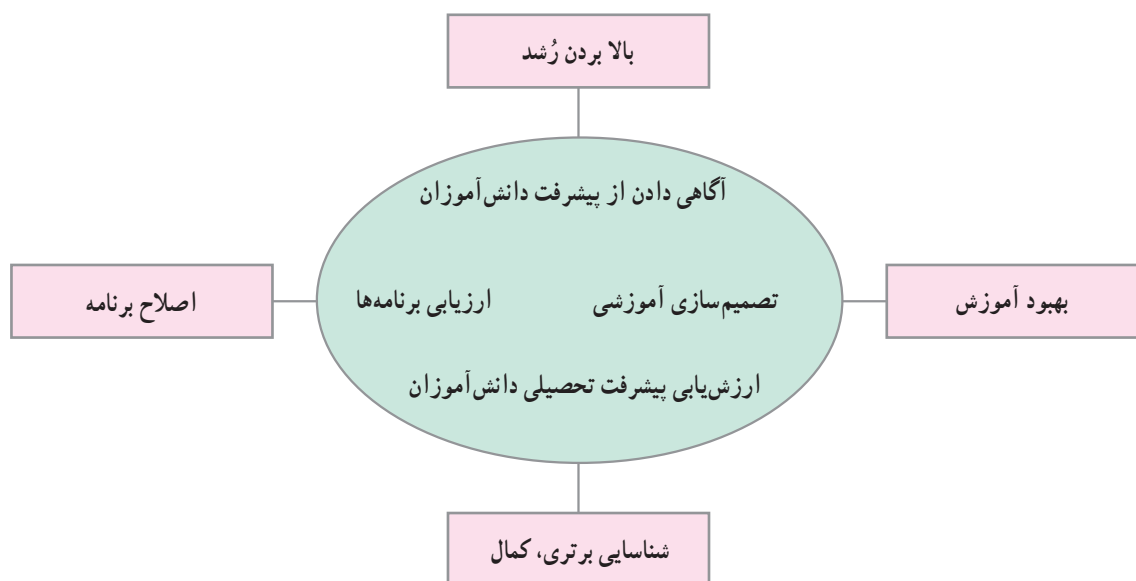 بالا بردن رُشد
آگاهی دادن از پیشرفت دانش‌آموزان
بهبود آموزش
تصمیم‌سازی آموزشی
ارزیابی برنامه‌ها
اصلاح برنامه
ارزش‌یابی پیشرفت تحصیلی دانش‌آموزان
شناسایی برتری، کمال